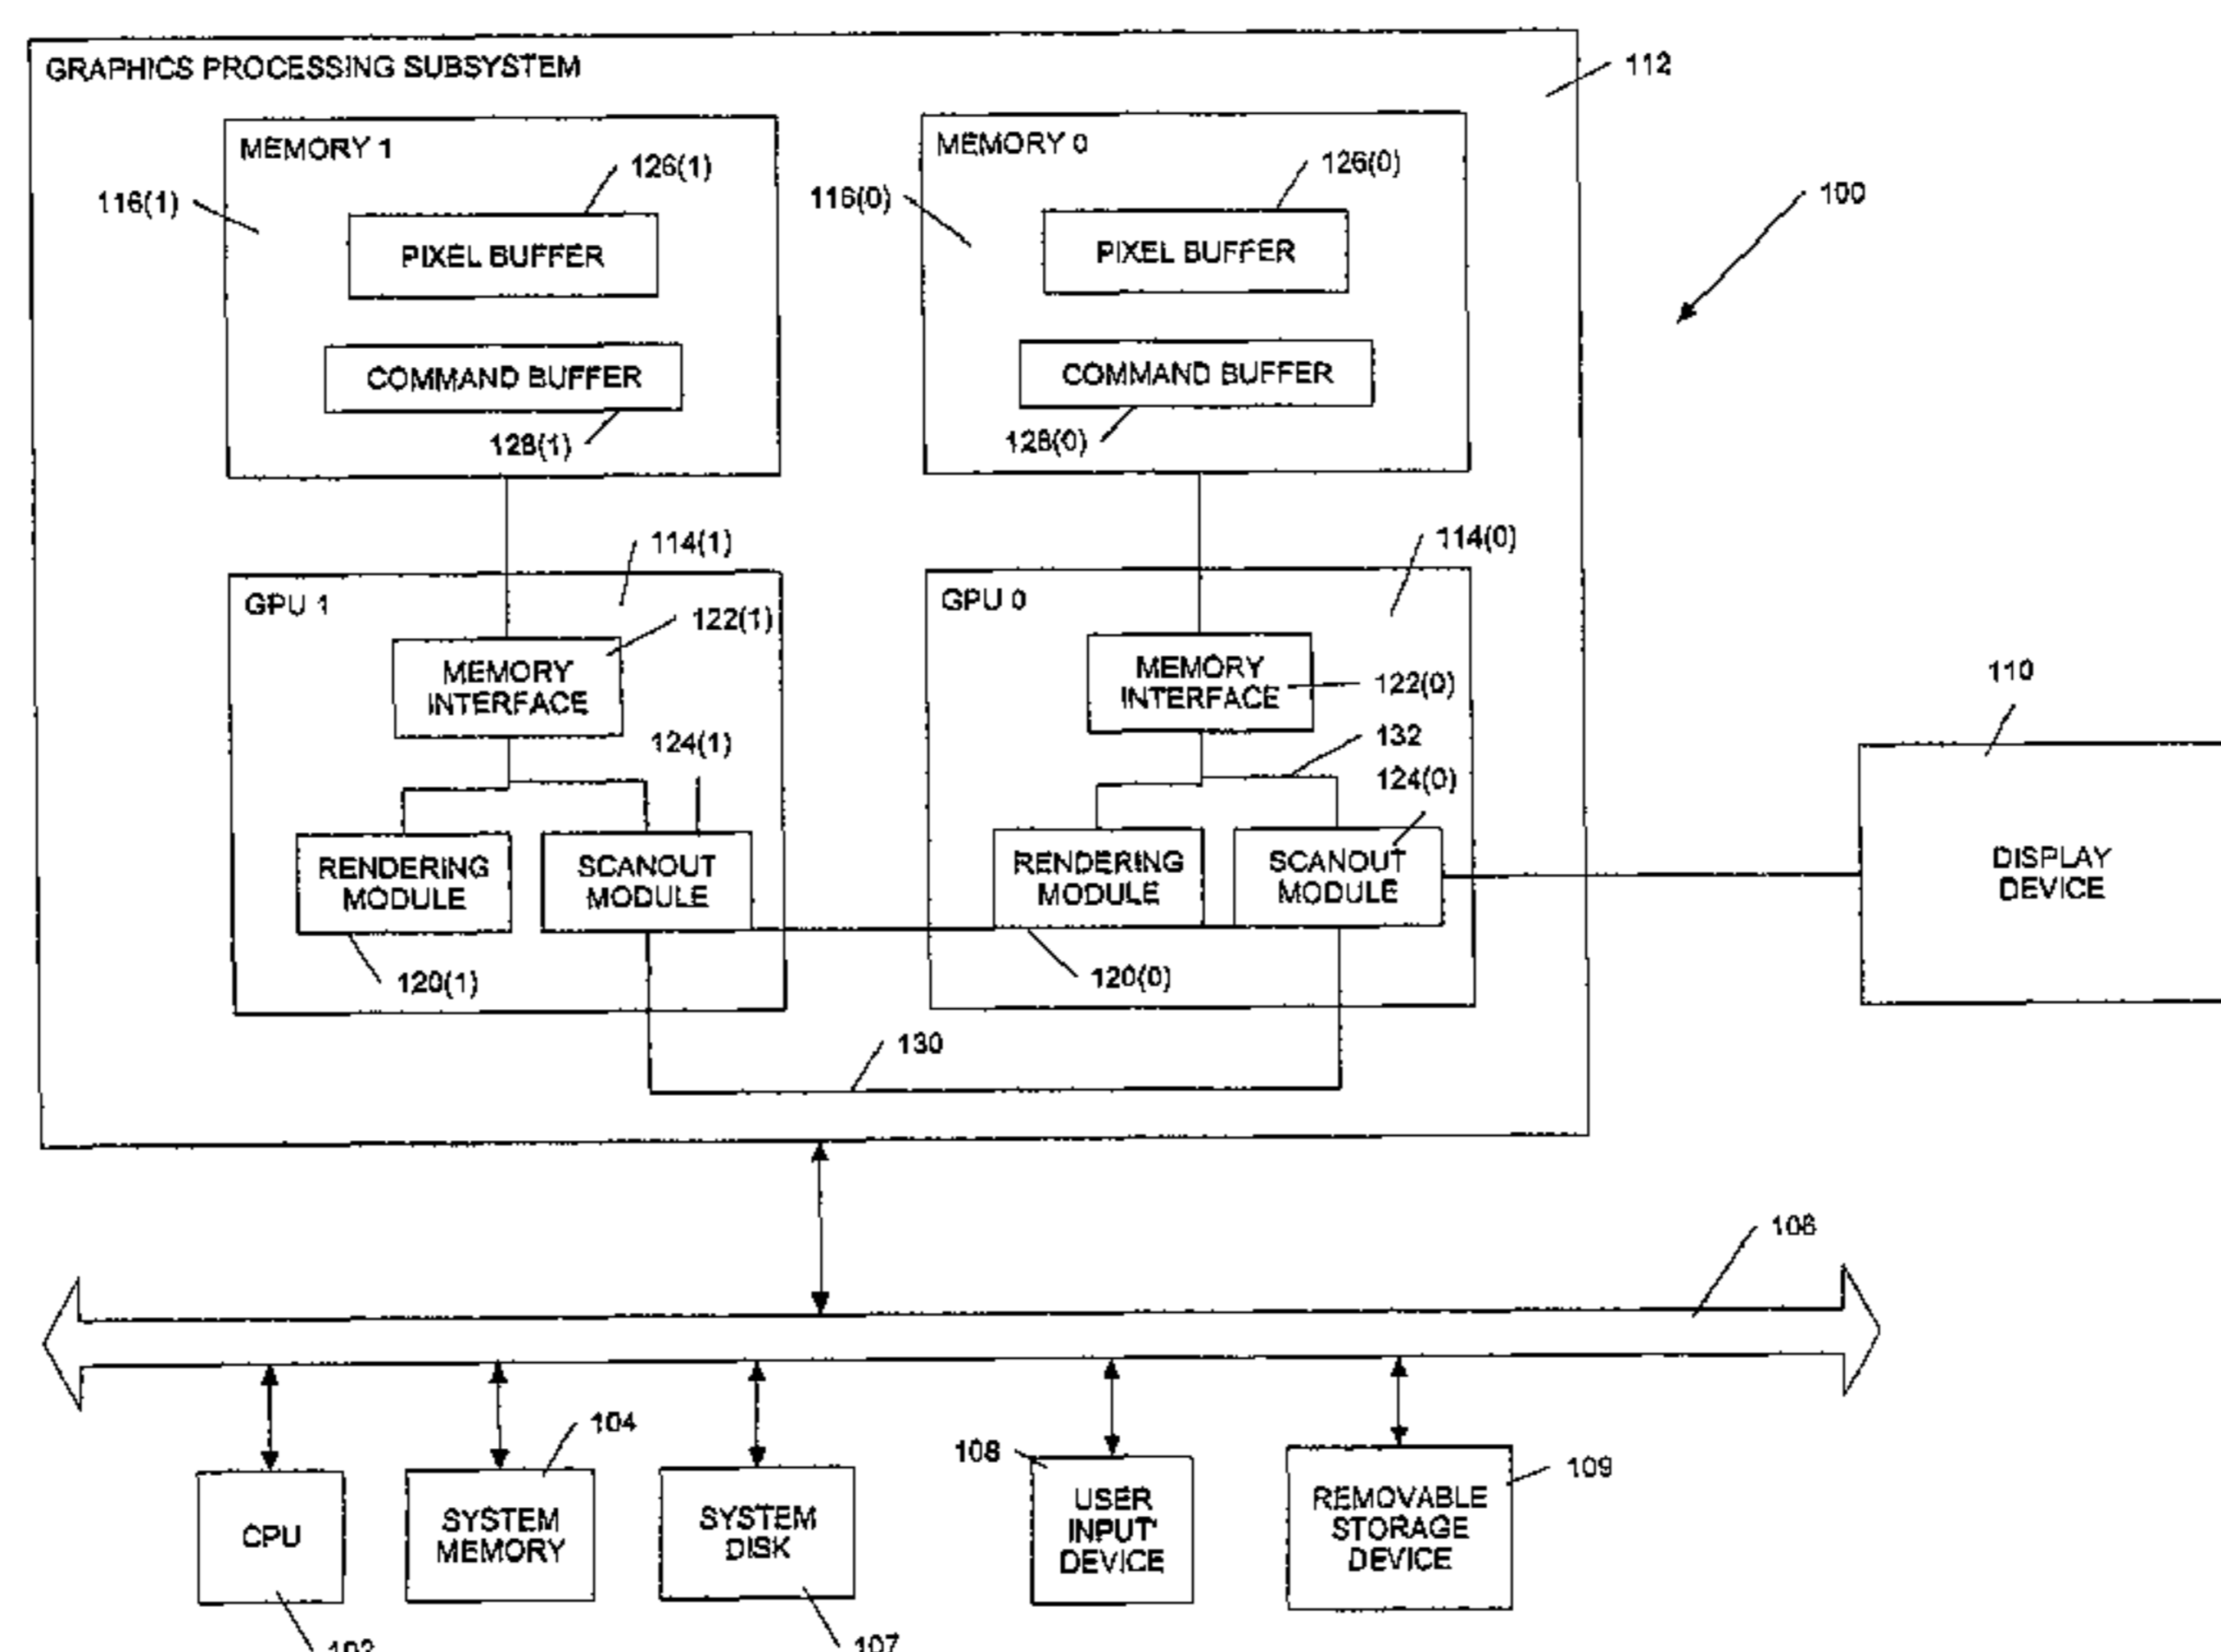 GRAPHICS PROCESSING SUBSYSTEM
112
MEMORY 1
126(1)
116(1)
PIXEL BUFFER
COMMAND BUFFER
128(1)
MEMORY 0
126(0)
116(0)
PIXEL BUFFER
COMMAND BUFFER
128(0)
100
114(1)
GPU 1
122(1)
MEMORY
INTERFACE
124(1)
RENDERING
MODULE
SCANOUT
MODULE
120(1)
114(0)
GPU 0
MEMORY
INTERFACE
122(0)
132
124(0)
RENDERING
MODULE
SCANOUT
MODULE
120(0)
130
110
DISPLAY
DEVICE
106
CPU
102
104
SYSTEM
MEMORY
SYSTEM
DISK
107
108
USER
INPUT
DEVICE
109
REMOVABLE
STORAGE
DEVICE